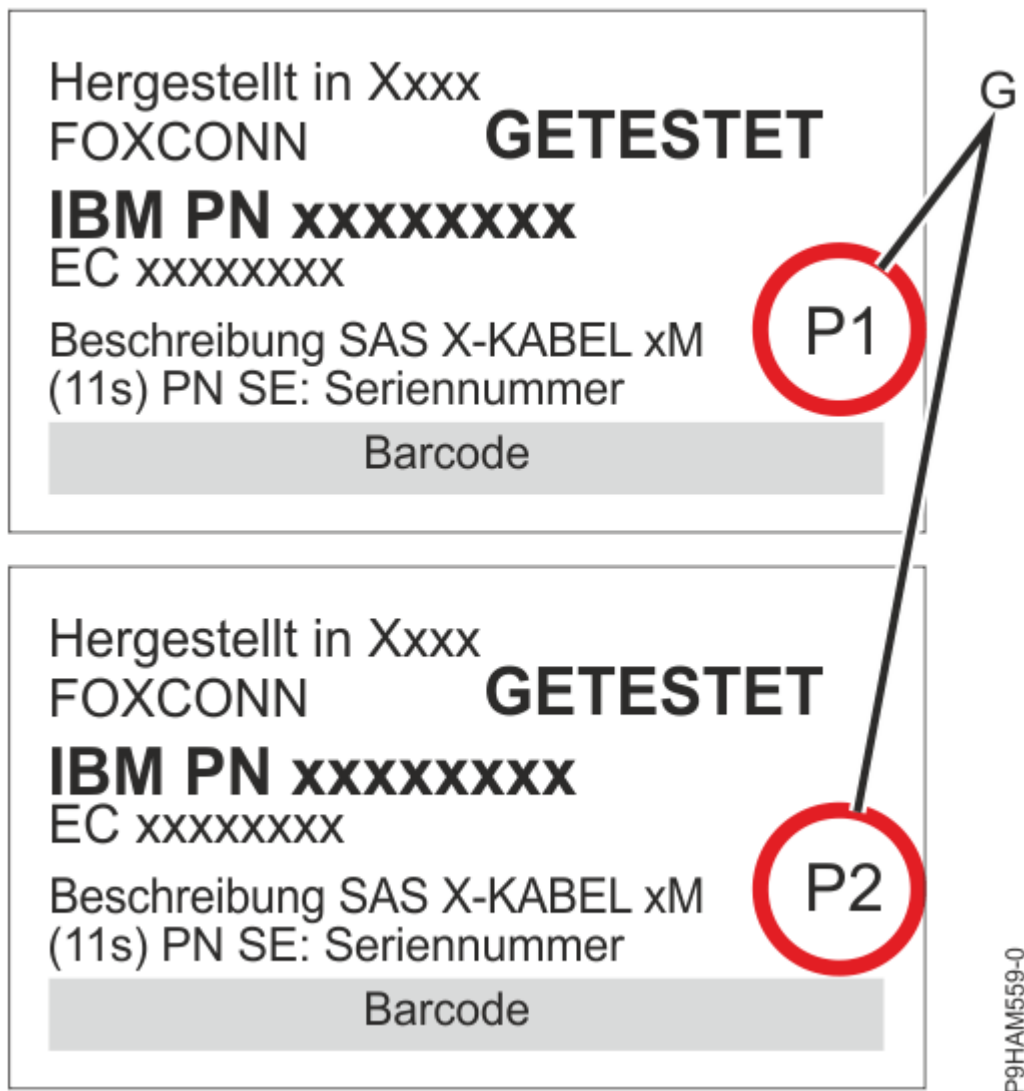 Hergestellt in Xxxx
FOXCONN GETESTET
IBM PN xxxxxxxx
EC xxxxxxxx
Beschreibung SAS X-KABEL xM
(11s) PN SE: Seriennummer
Barcode
P1
G
Hergestellt in Xxxx
FOXCONN GETESTET
IBM PN xxxxxxxx
EC xxxxxxxx
Beschreibung SAS X-KABEL xM
(11s) PN SE: Seriennummer
Barcode
P2
P9HAM559-0